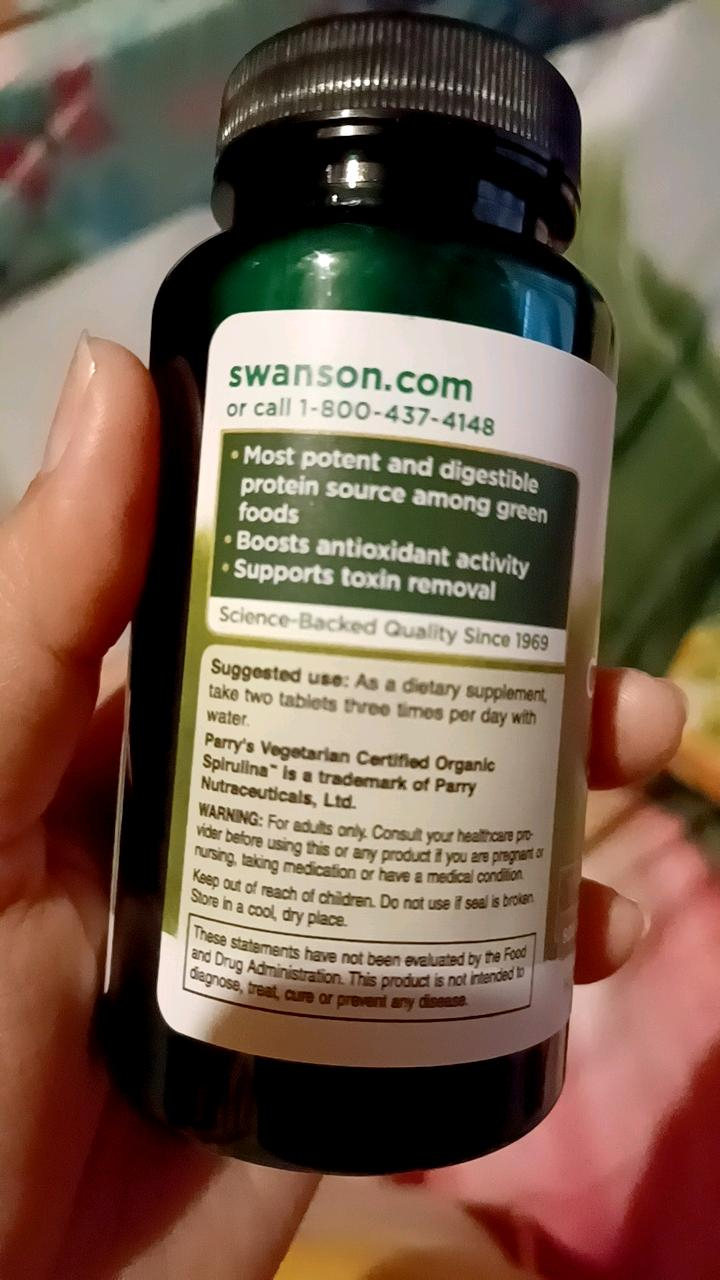 swanson.com
or call 1-800-437-4148
• Most potent and digestible
protein source among green
foods
• Boosts antioxidant activity
• Supports toxin removal
Science-Backed Quality Since 1969
Suggested use: As a dietary supplement,
take two tablets three times per day with
water.
Parry's Vegetarian Certified Organic
Spirulina™ is a trademark of Parry
Nutraceuticals, Ltd.
WARNING: For adults only. Consult your healthcare pro-
vider before using this or any product if you are pregnant or
nursing, taking medication or have a medical condition.
Keep out of reach of children. Do not use if seal is broken.
Store in a cool, dry place.
These statements have not been evaluated by the Food
and Drug Administration. This product is not intended to
diagnose, treat, cure or prevent any disease.